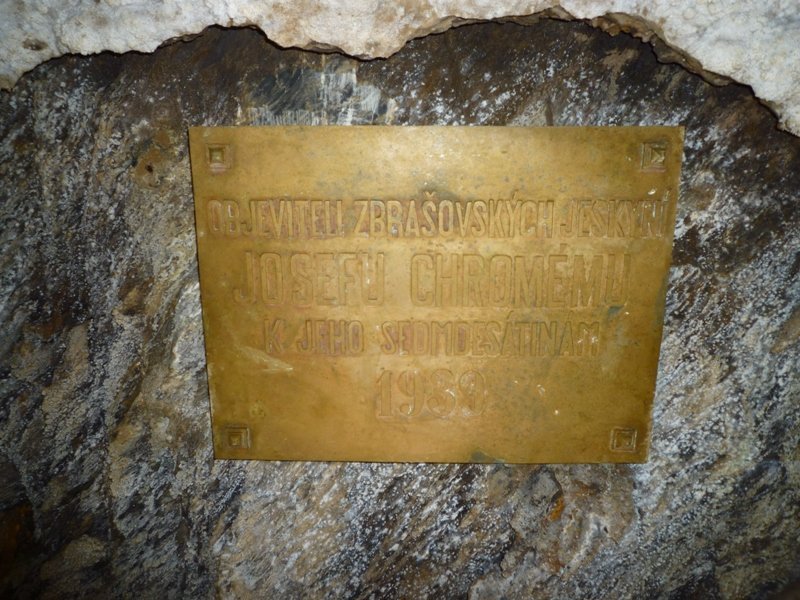 OBJEVITELI ZBRAŠOVSKÝCH JESKYNÍ
JOSEFU CHROMÉMU
K JEHO SEDMDESÁTINÁM
1939